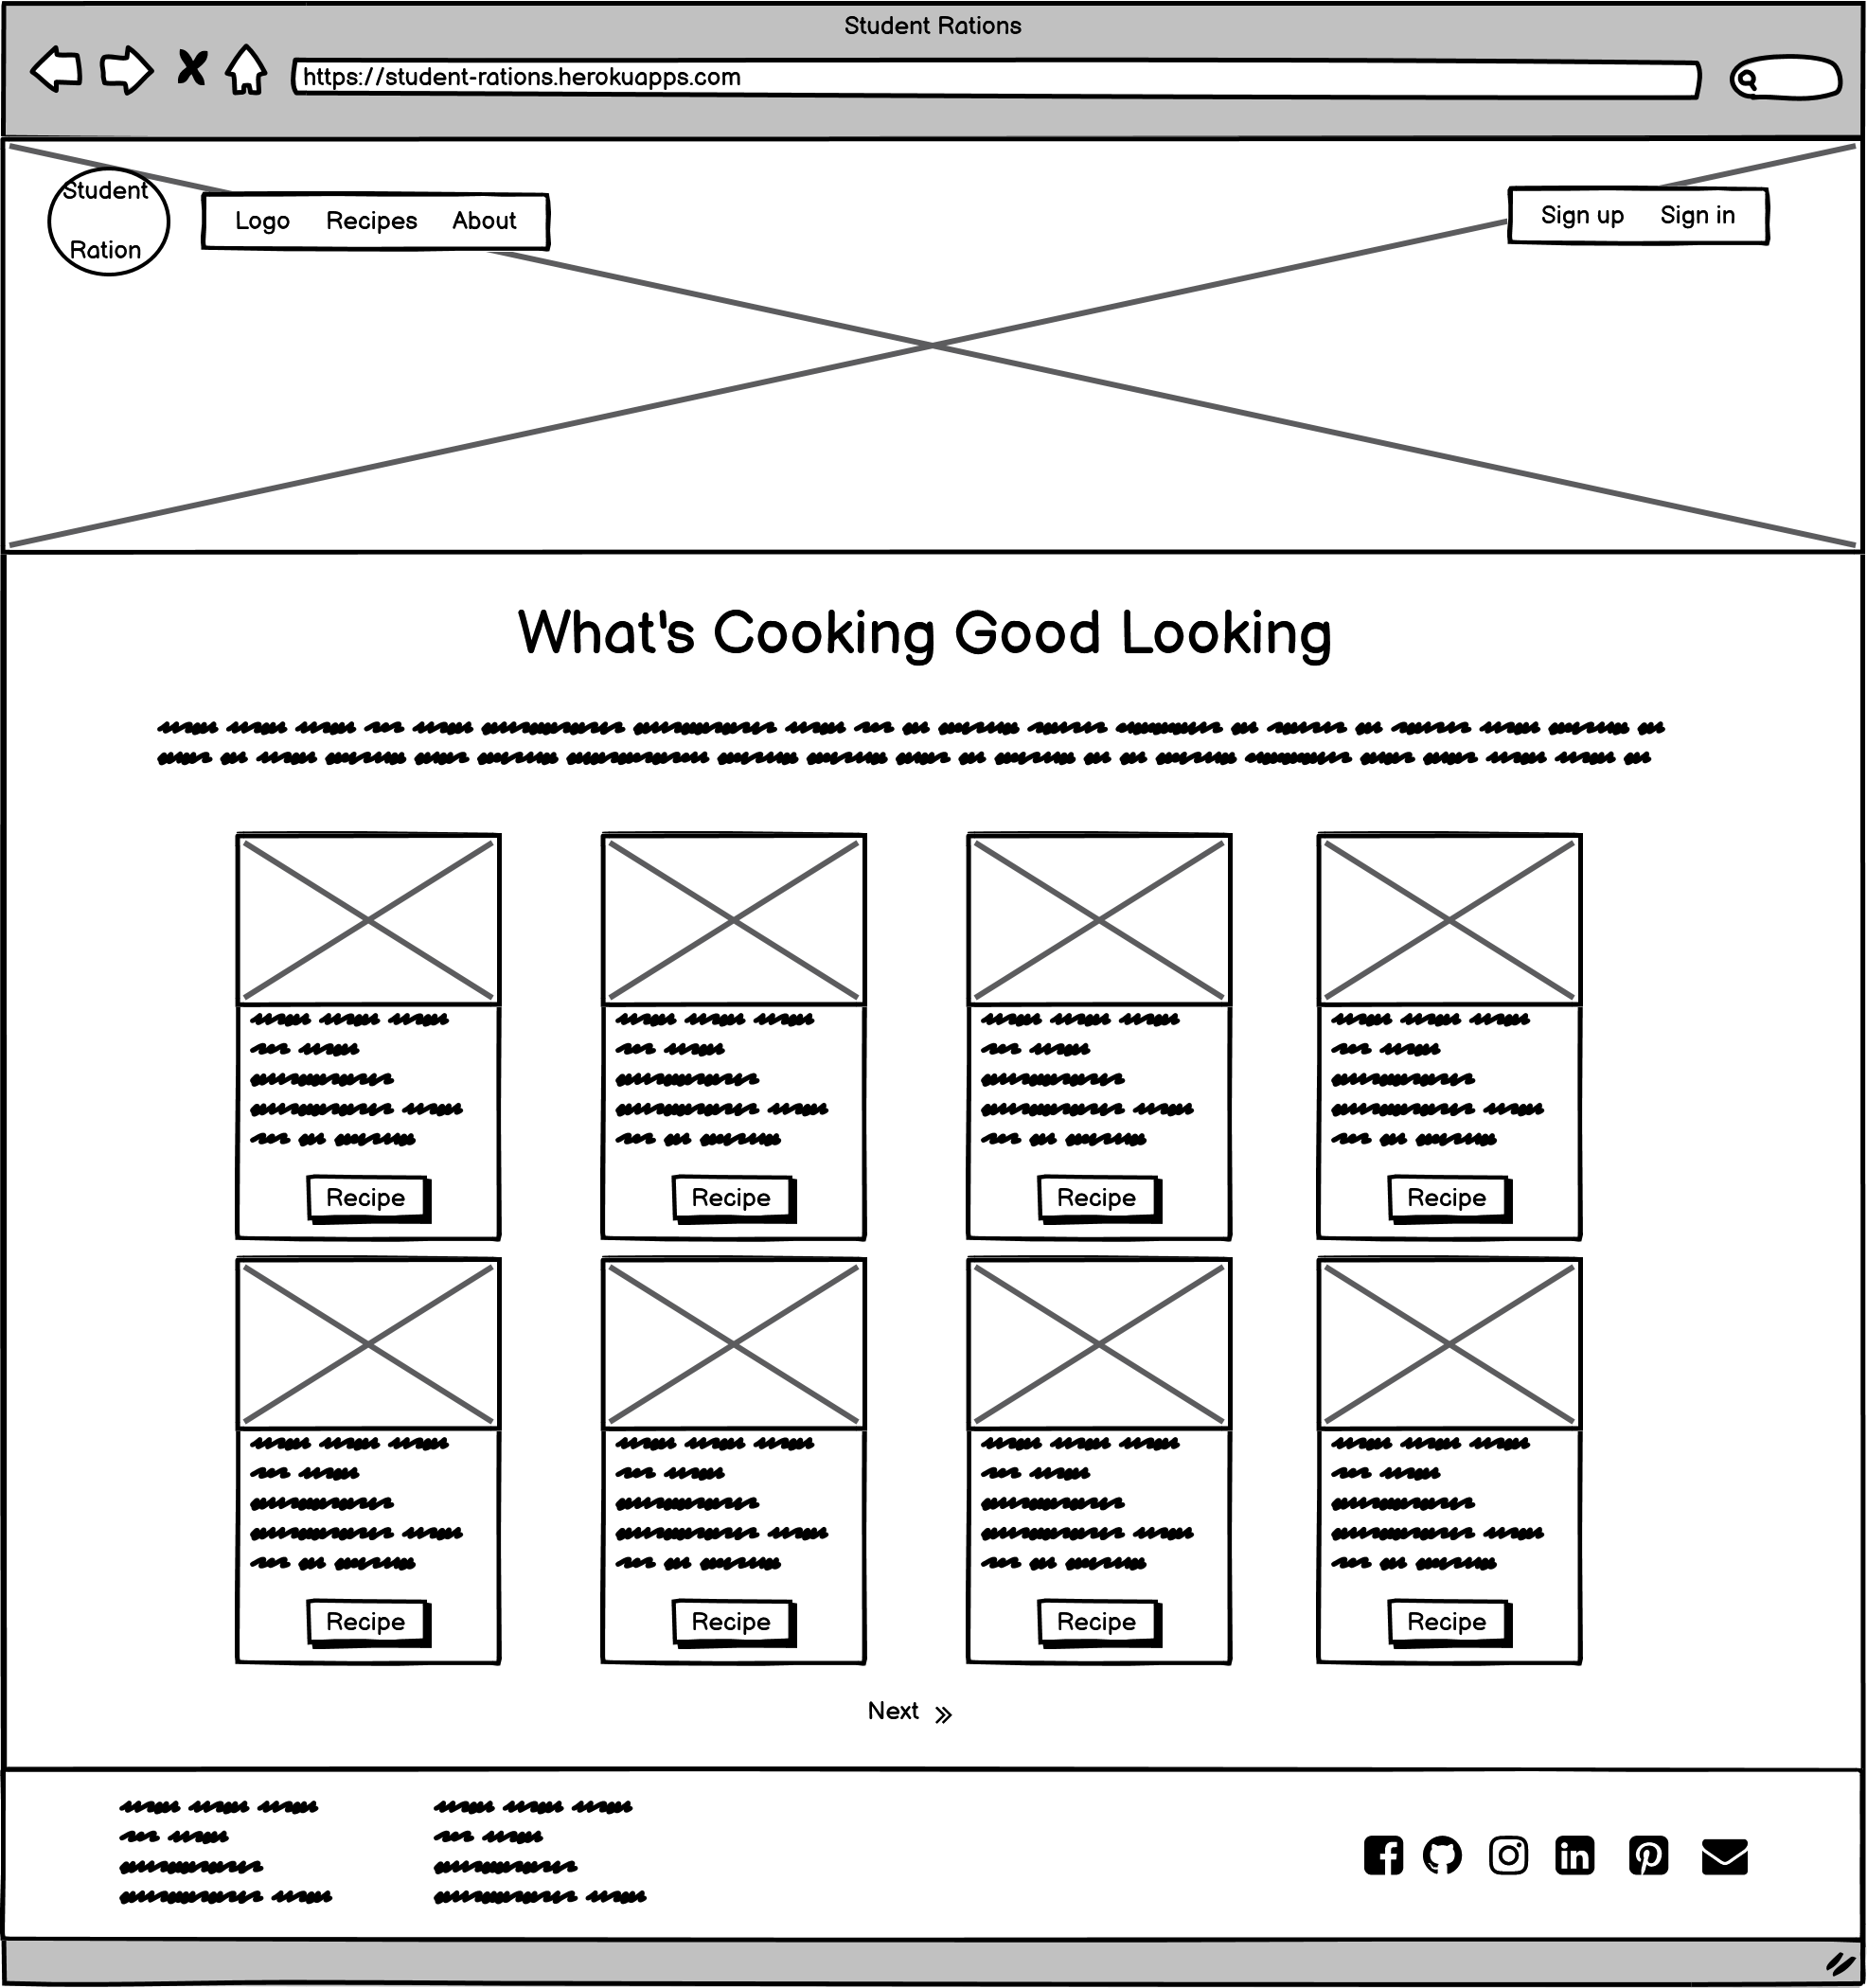 Student Rations
https://student-rations.herokuapps.com
Student
Ration
Logo Recipes About
Sign up Sign in
What's Cooking Good Looking
Recipe Recipe Recipe Recipe
Recipe Recipe Recipe Recipe
Next